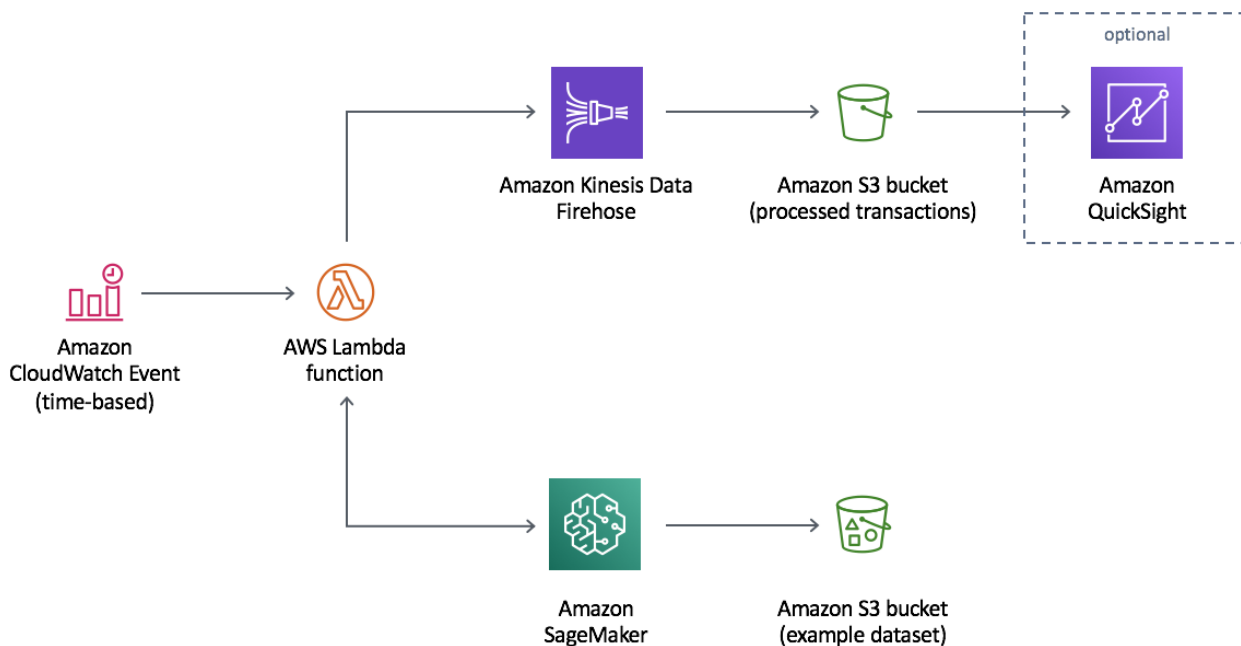 optional
Amazon Kinesis Data
Firehose
Amazon S3 bucket
(processed transactions)
Amazon
QuickSight
Amazon
CloudWatch Event
(time-based)
AWS Lambda
function
Amazon
SageMaker
Amazon S3 bucket
(example dataset)